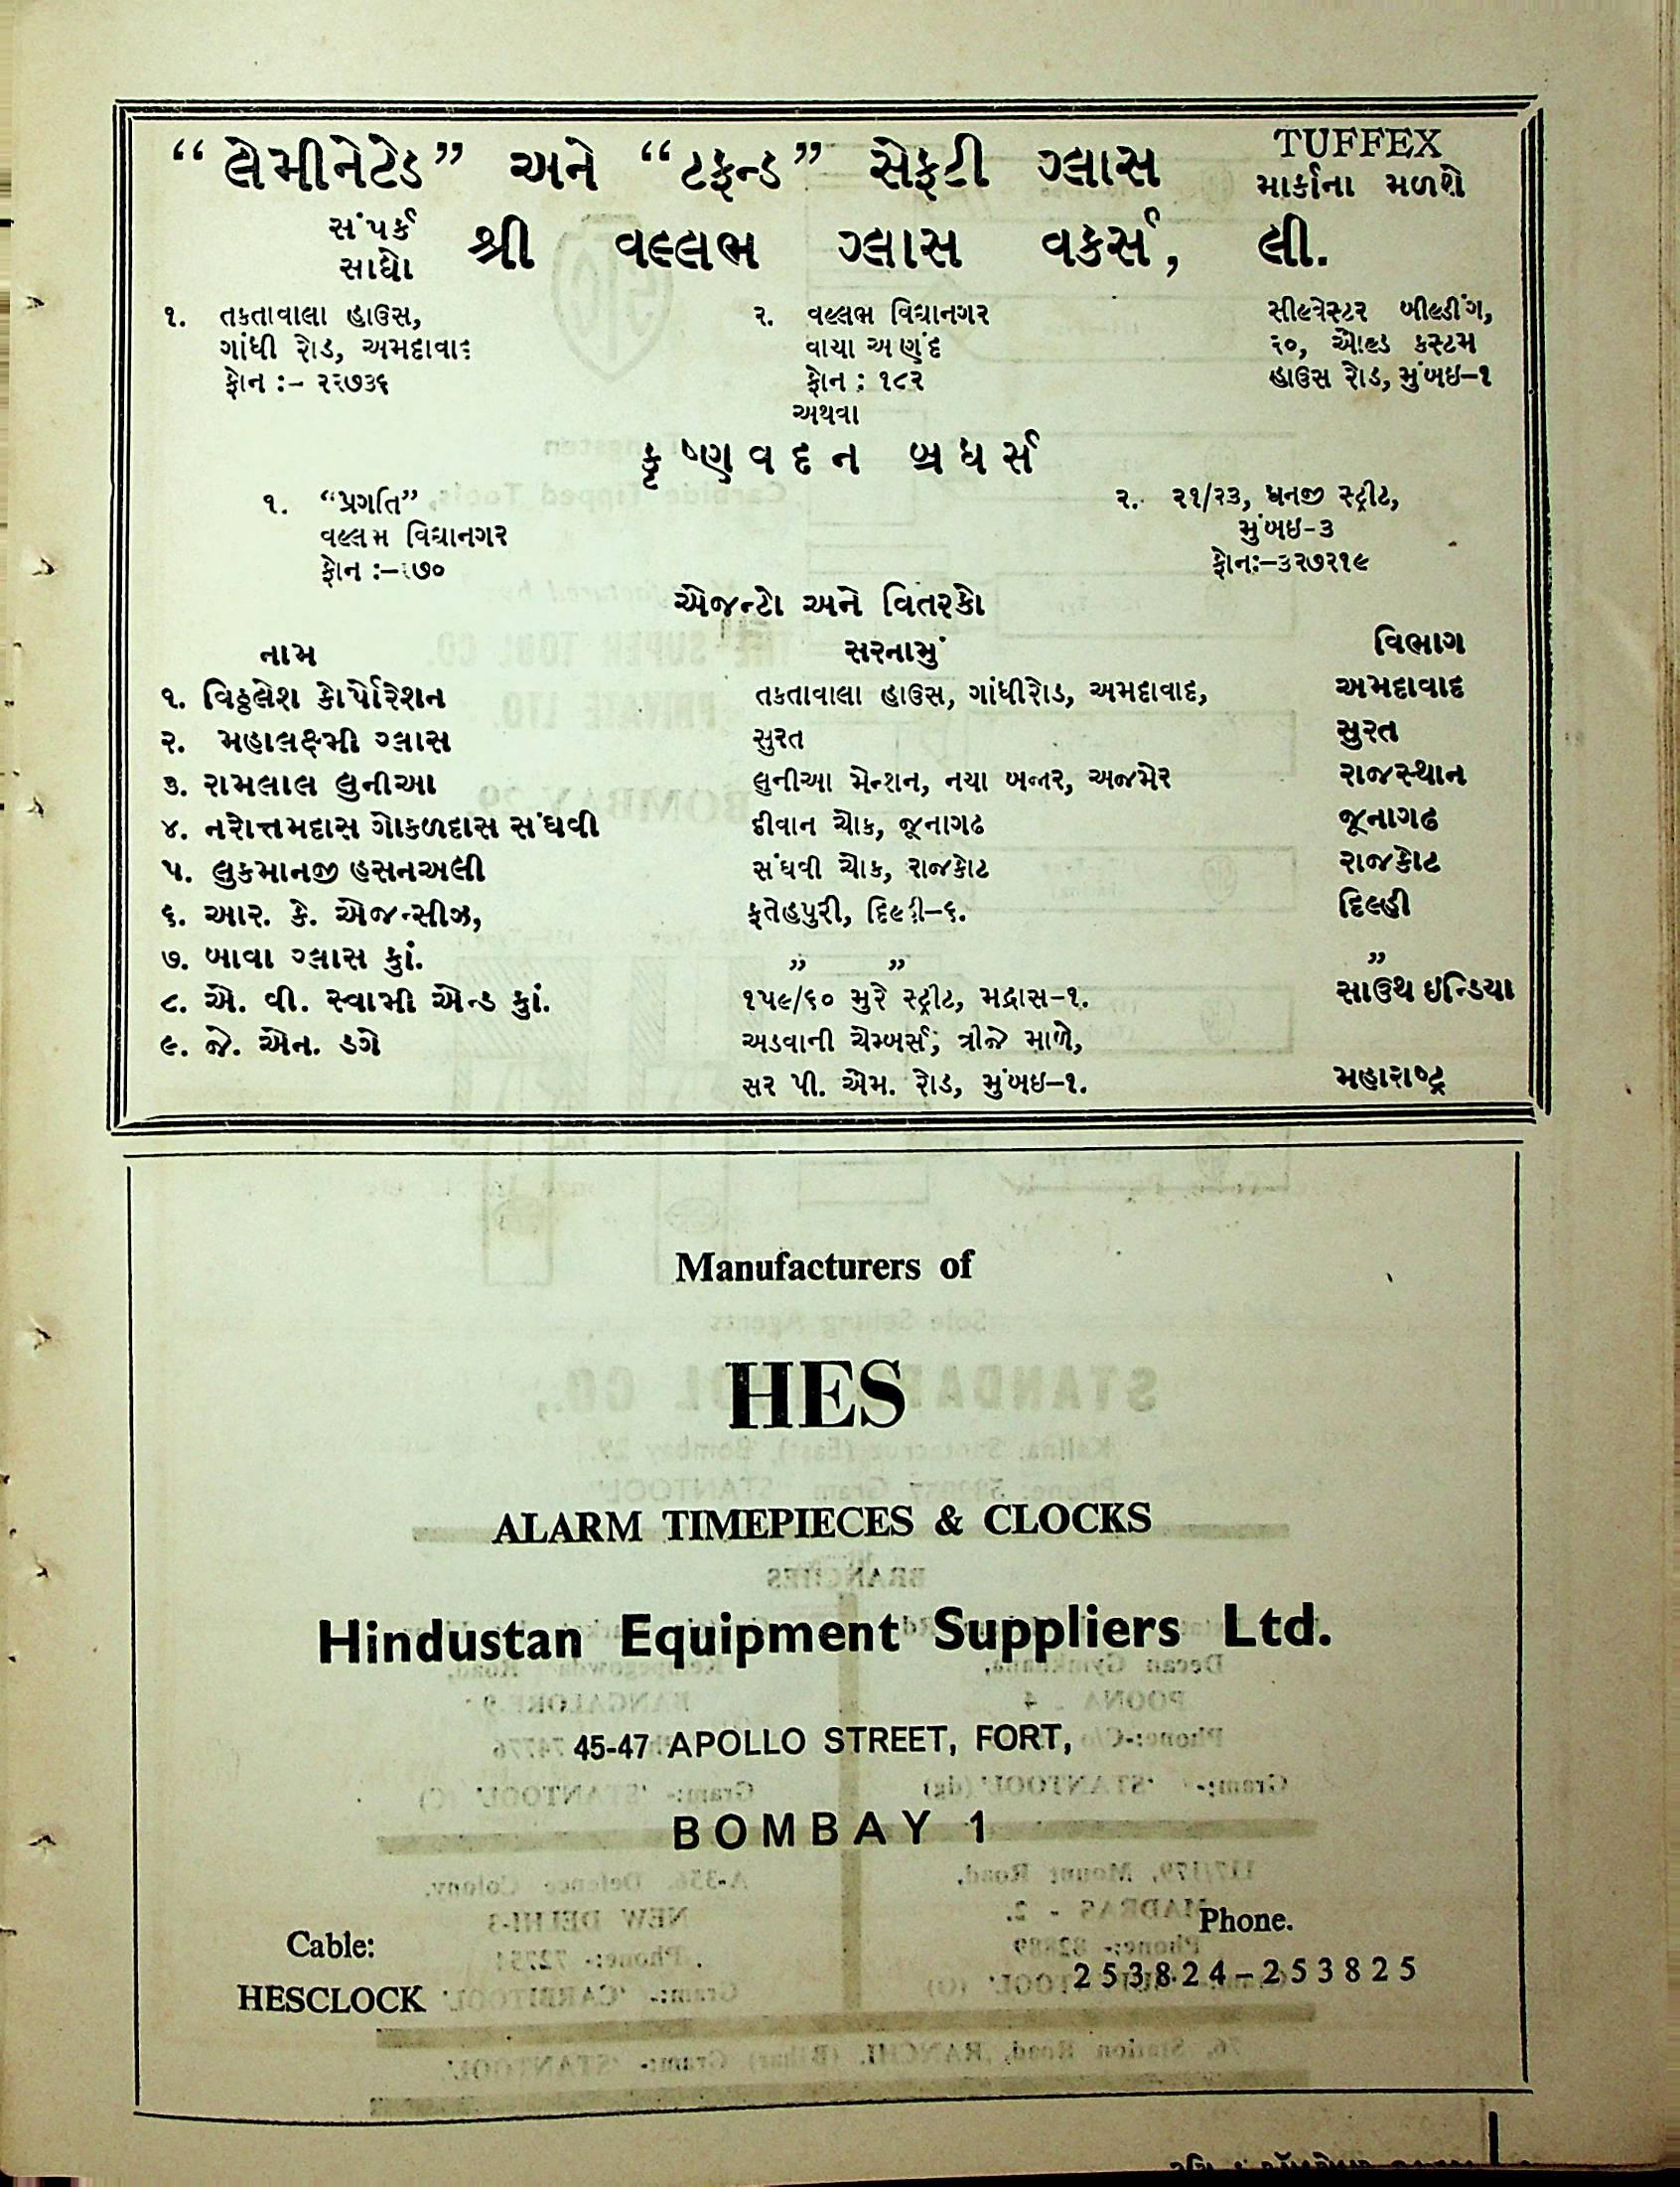 “લેમીનેટેડ” અને “ટફન્ડ” સેફટી ગ્લાસ TUFFEX
માર્કાના મળશે
સંપર્ક
સાધો શ્રી વલ્લભ ગ્લાસ વર્કસ, લી.
૧. તકતાવાલા હાઉસ, ૨. વલ્લભ વિદ્યાનગર સીલ્વેસ્ટર બીલ્ડીંગ,
ગાંધી રોડ, અમદાવાદ વાયા આણંદ ૨૦, ઓલ્ડ કસ્ટમ
ફોન :- ફોન : ૧૮૨ હાઉસ રોડ, મુંબઇ–૧
અથવા
કૃષ્ણવદન બ્રધર્સ
૧. “પ્રગતિ” ૨. ૨૧/૨૩, ધનજી સ્ટ્રીટ,
વલ્લભ વિદ્યાનગર મુંબઇ-૩
ફોન :– ફોનઃ–૩૨૭૨૧૯
એજન્ટો અને વિતરકો
નામ સરનામું વિભાગ
૧. વિઠ્ઠલેશ કોર્પોરેશન તકતાવાલા હાઉસ, ગાંધીરોડ, અમદાવાદ, અમદાવાદ
૨. મહાલક્ષ્મી ગ્લાસ સુરત સુરત
૩. રામલાલ લુનીઆ લુનીઆ મેન્શન, નયા બજાર, અજમેર રાજસ્થાન
૪. નરોત્તમદાસ ગોકળદાસ સંઘવી દીવાન ચોક, જૂનાગઢ જૂનાગઢ
૫. લુકમાનજી હસનઅલી સંઘવી ચોક, રાજકોટ રાજકોટ
૬. આર. કે. એજન્સીઝ, ફતેહપુરી, દિલ્હી–૬. દિલ્હી
૭. બાવા ગ્લાસ કું. ,, ,, ,,
૮. એ. વી. સ્વામી એન્ડ કું. ૧૫૯/૬૦ મુરે સ્ટ્રીટ, મદ્રાસ–૧. સાઉથ ઇન્ડિયા
૯. જે. એન. ડગે અડવાની ચેમ્બર્સ, ત્રીજે માળે,
સર પી. એમ. રોડ, મુંબઇ–૧. મહારાષ્ટ્ર
Manufacturers of
HES
ALARM TIMEPIECES & CLOCKS
Hindustan Equipment Suppliers Ltd.
45-47 APOLLO STREET, FORT,
BOMBAY 1
Cable: Phone.
HESCLOCK 253824–253825